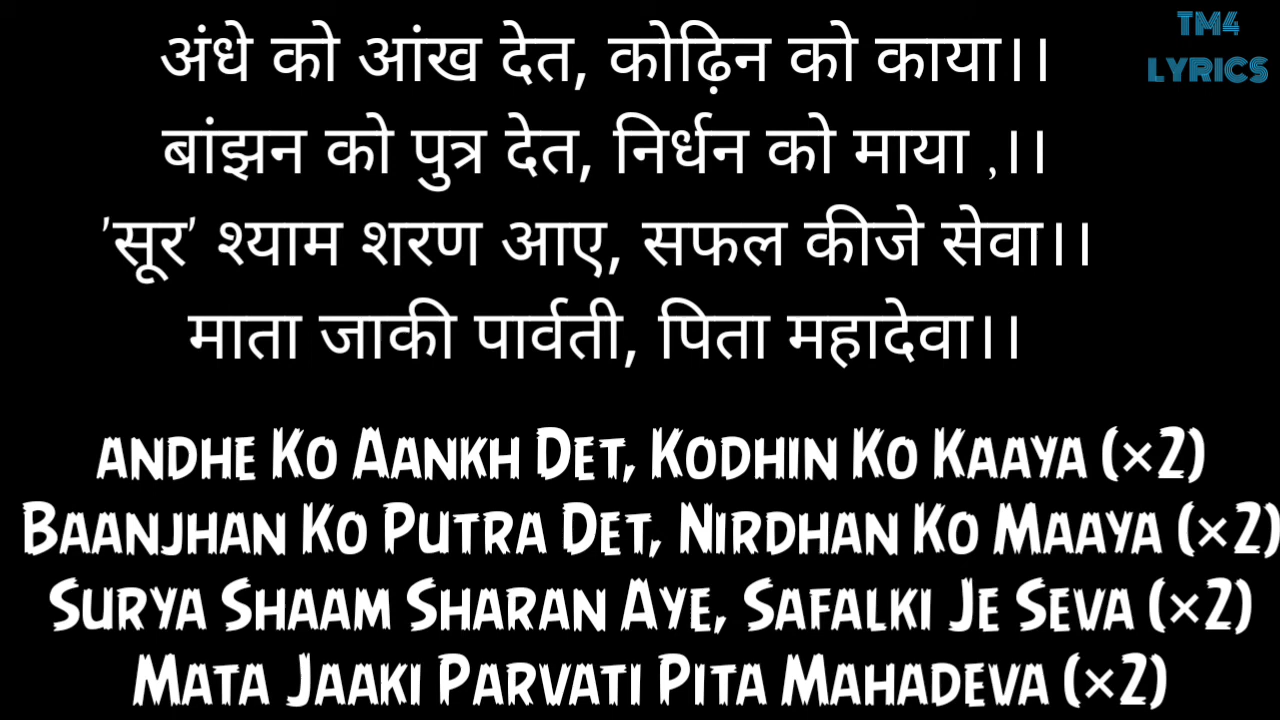 अंधे को आंख देत, कोढ़िन को काया।।
TM4
LYRICS
बांझन को पुत्र देत, निर्धन को माया ,।।
'सूर' श्याम शरण आए, सफल कीजे सेवा।।
माता जाकी पार्वती, पिता महादेवा।।
ANDHE KO AANKH DET, KODHIN KO KAAYA (×2)
BAANJHAN KO PUTRA DET, NIRDHAN KO MAAYA (×2)
SURYA SHAAM SHARAN AYE, SAFALKI JE SEVA (×2)
MATA JAAKI PARVATI PITA MAHADEVA (×2)